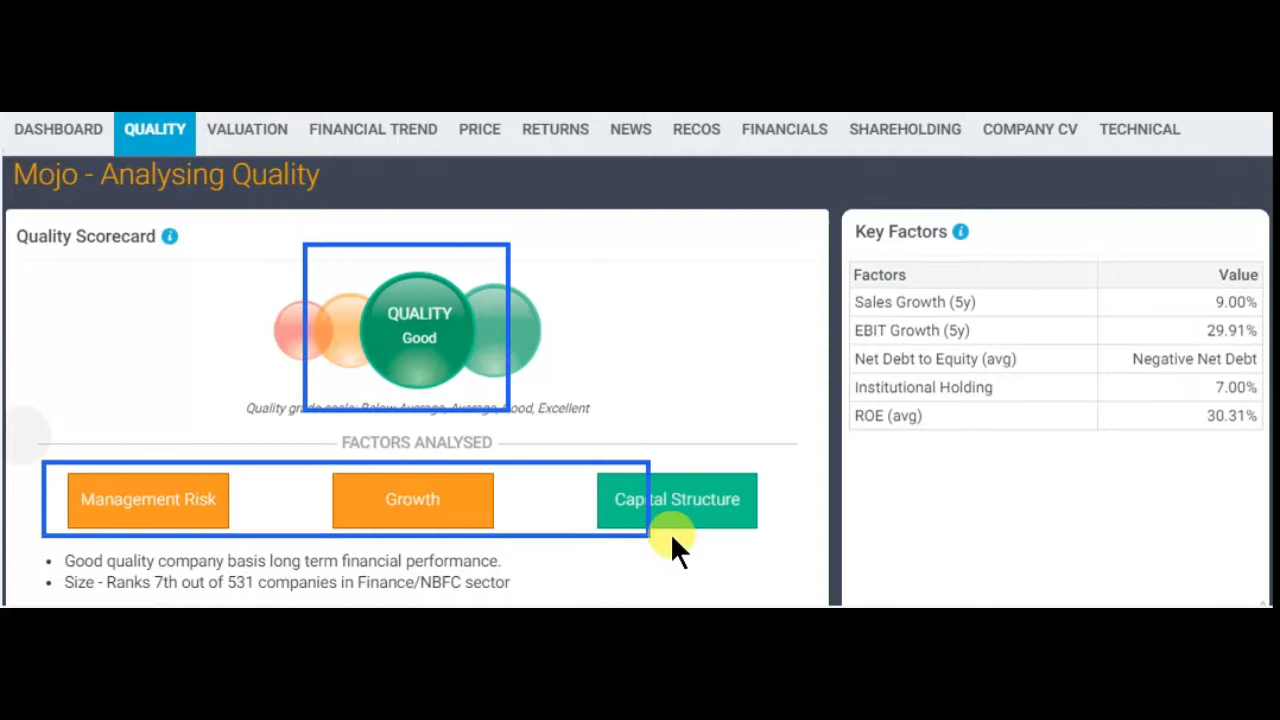 DASHBOARD QUALITY VALUATION FINANCIAL TREND PRICE RETURNS NEWS RECOS FINANCIALS SHAREHOLDING COMPANY CV TECHNICAL
Mojo - Analysing Quality
Quality Scorecard
QUALITY
Good
Quality grade scale: Below Average, Average, Good, Excellent
FACTORS ANALYSED
Management Risk
Growth
Capital Structure
• Good quality company basis long term financial performance.
• Size - Ranks 7th out of 531 companies in Finance/NBFC sector
Key Factors
Factors Value
Sales Growth (5y) 9.00%
EBIT Growth (5y) 29.91%
Net Debt to Equity (avg) Negative Net Debt
Institutional Holding 7.00%
ROE (avg) 30.31%